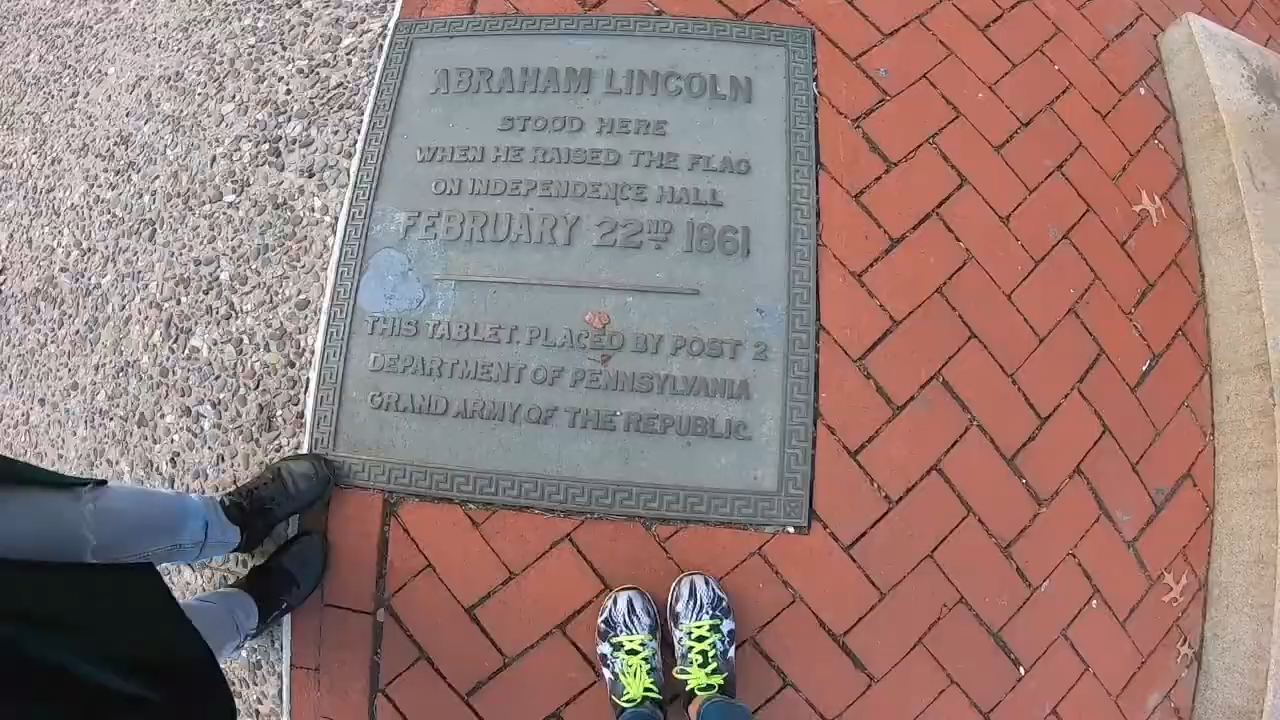 ABRAHAM LINCOLN
STOOD HERE
WHEN HE RAISED THE FLAG
ON INDEPENDENCE HALL
FEBRUARY 22ND 1861
THIS TABLET PLACED BY POST 2
DEPARTMENT OF PENNSYLVANIA
GRAND ARMY OF THE REPUBLIC.